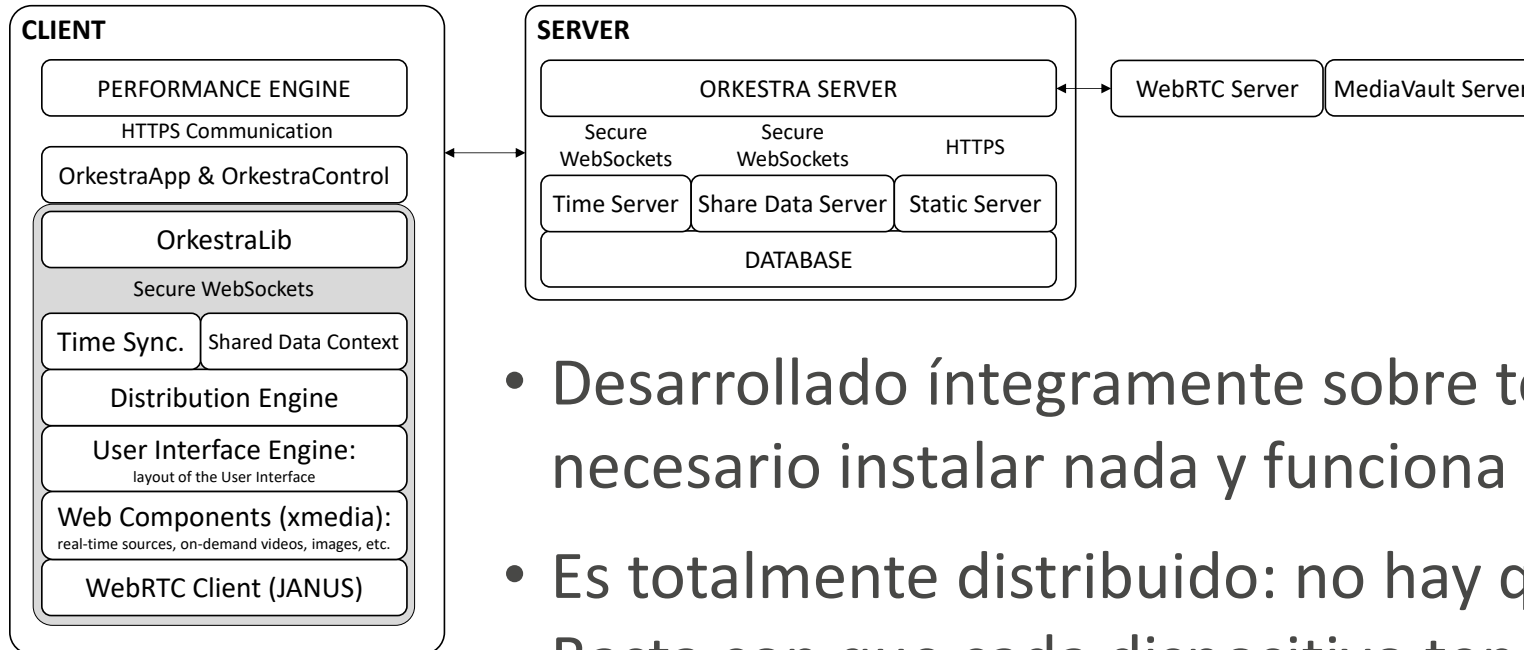 CLIENT
PERFORMANCE ENGINE
HTTPS Communication
OrkestraApp & OrkestraControl
OrkestraLib
Secure WebSockets
Time Sync.
Shared Data Context
Distribution Engine
User Interface Engine:
layout of the User Interface
Web Components (xmedia):
real-time sources, on-demand videos, images, etc.
WebRTC Client (JANUS)
SERVER
ORKESTRA SERVER
Secure
WebSockets
Secure
WebSockets
HTTPS
Time Server
Share Data Server
Static Server
DATABASE
WebRTC Server
MediaVault Server
• Desarrollado íntegramente sobre
necesario instalar nada y funciona
• Es totalmente distribuido: no hay